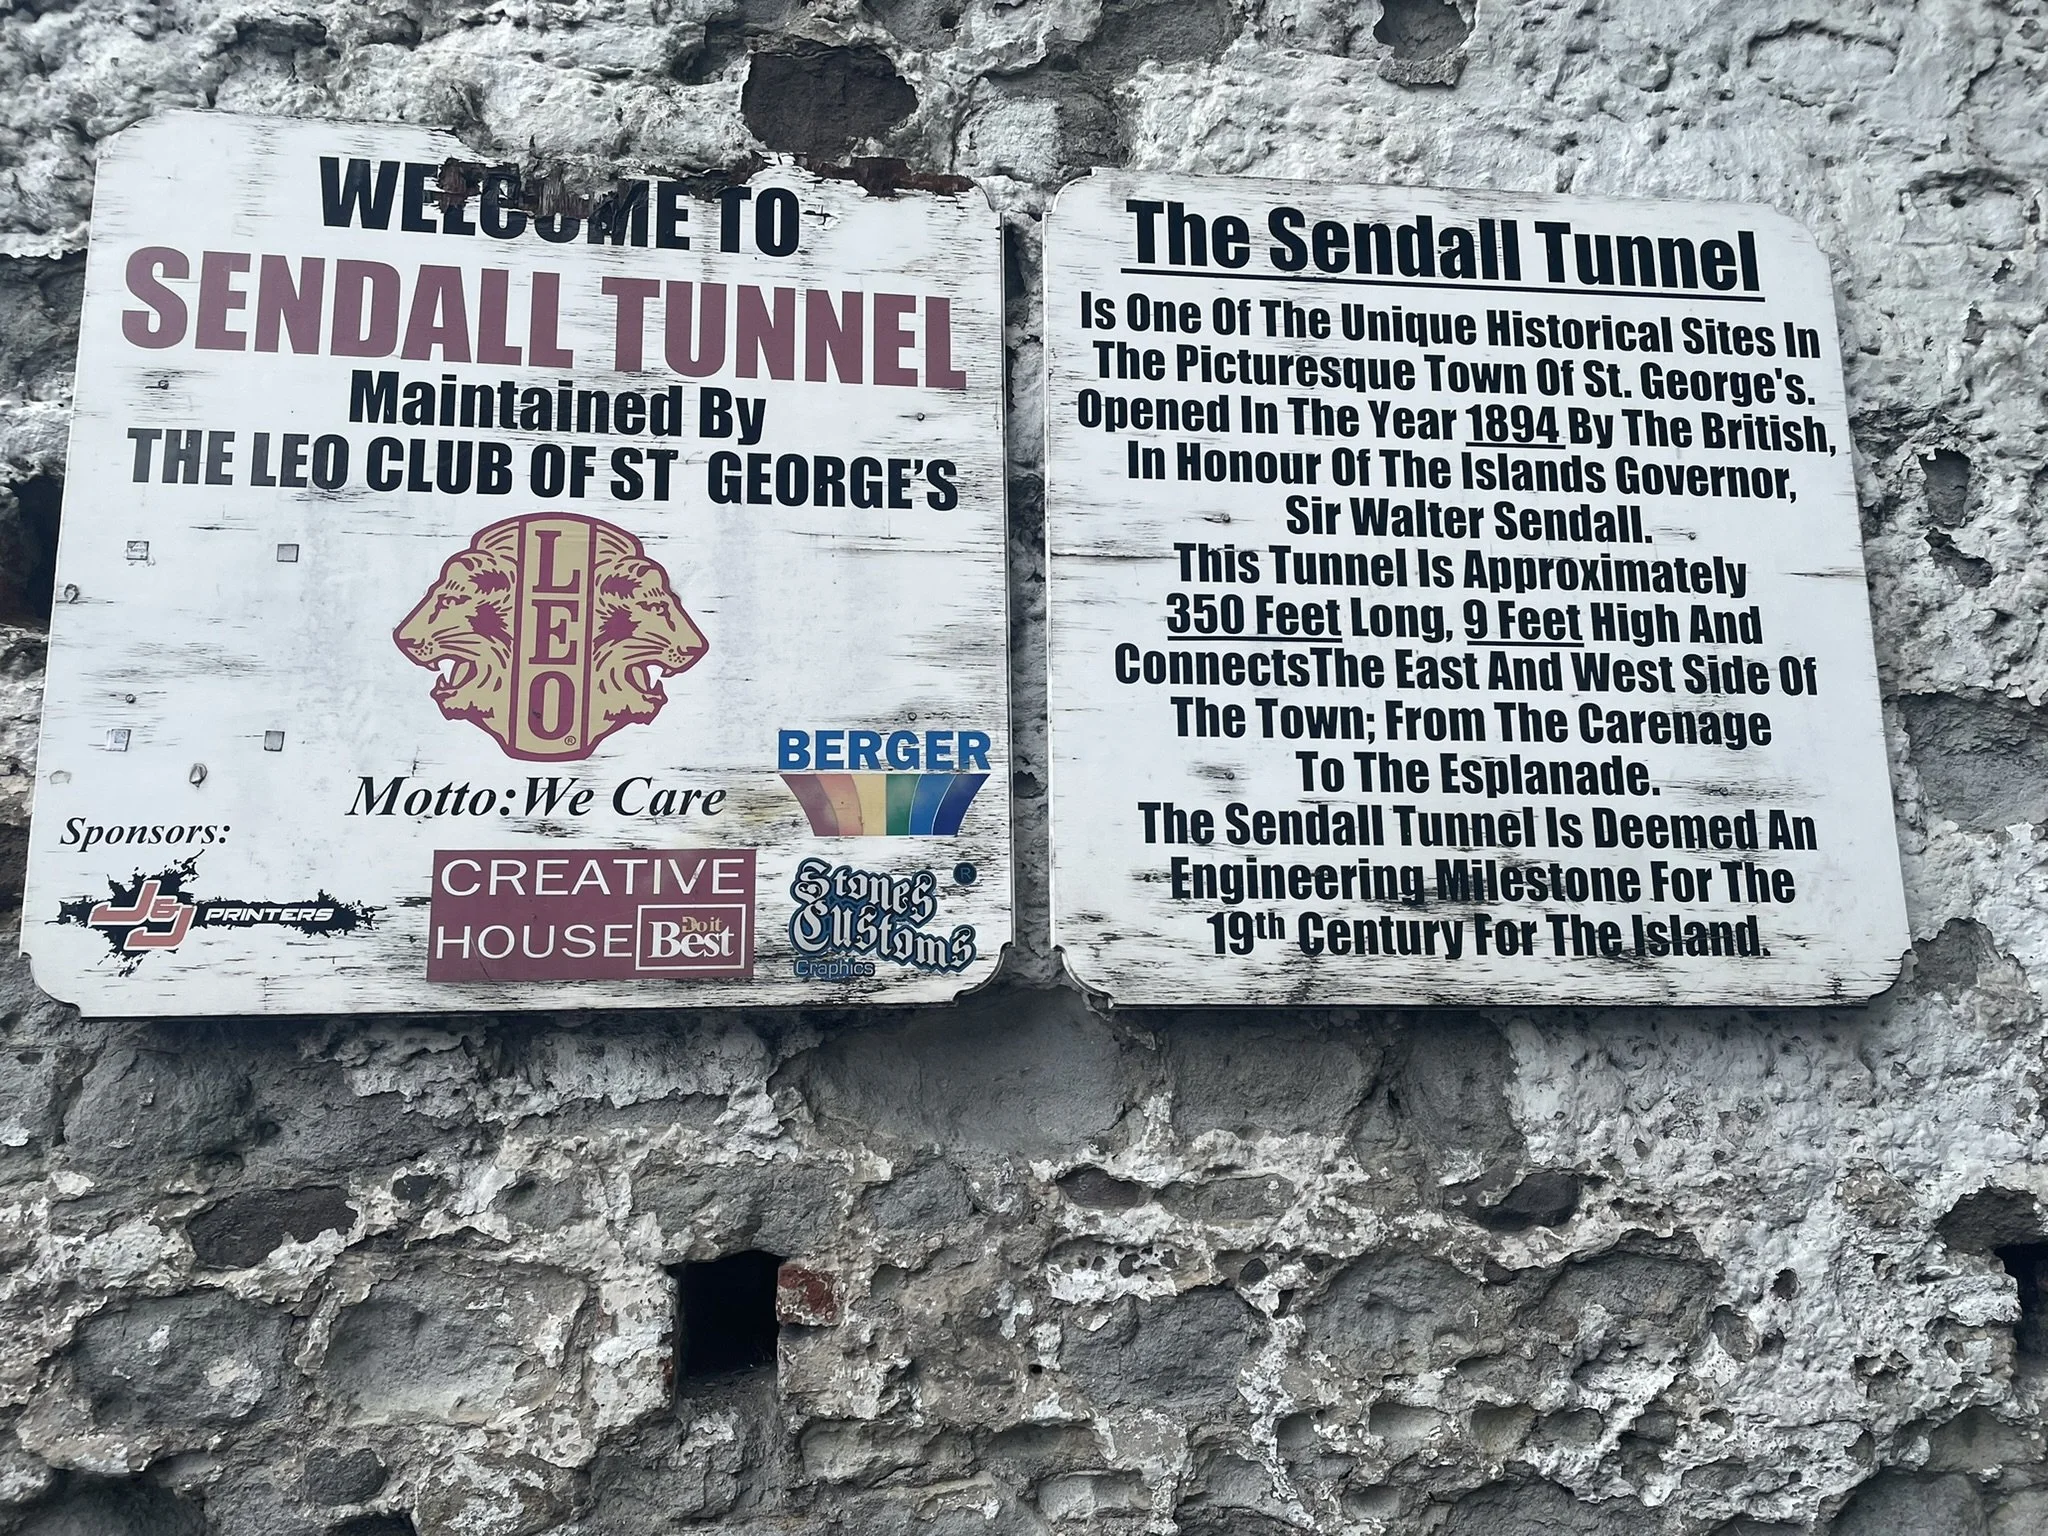 WELCOME TO
SENDALL TUNNEL
Maintained By
THE LEO CLUB OF ST GEORGE'S
LEO
®
Motto: We Care
Sponsors:
J&J PRINTERS
CREATIVE
HOUSE Do it Best
BERGER
Stones ®
Customs
Graphics
The Sendall Tunnel
Is One Of The Unique Historical Sites In
The Picturesque Town Of St. George's.
Opened In The Year 1894 By The British,
In Honour Of The Islands Governor,
Sir Walter Sendall.
This Tunnel Is Approximately
350 Feet Long, 9 Feet High And
ConnectsThe East And West Side Of
The Town; From The Carenage
To The Esplanade.
The Sendall Tunnel Is Deemed An
Engineering Milestone For The
19th Century For The Island.